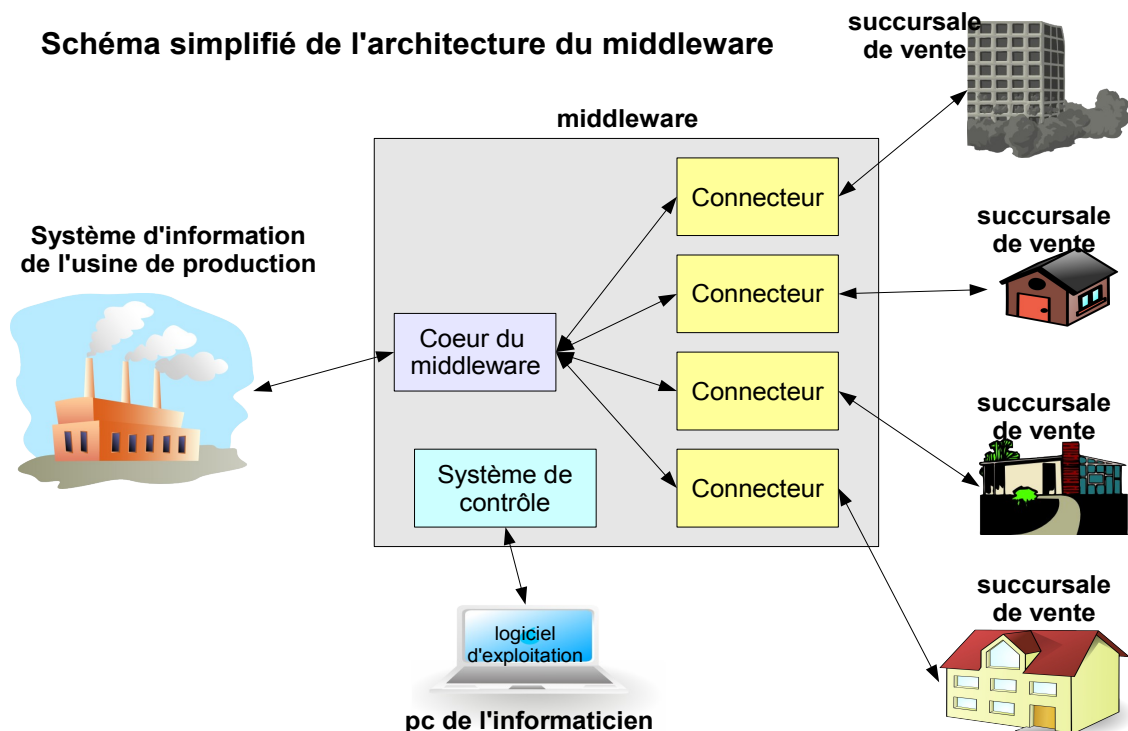 Schéma simplifié de l'architecture du middleware
succursale
de vente
middleware
Connecteur
succursale
de vente
Système d'information
de l'usine de production
Connecteur
Coeur du
middleware
Connecteur
succursale
de vente
Système de
contrôle
Connecteur
succursale
de vente
logiciel
d'exploitation
pc de l'informaticien